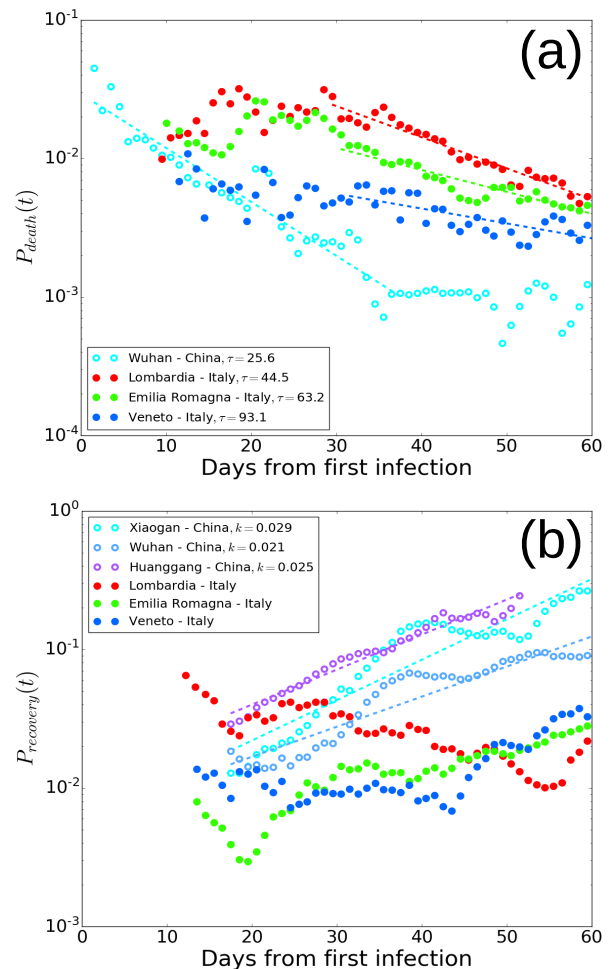 (a)
10⁻¹
10⁻²
10⁻³
10⁻⁴
P_death(t)
Wuhan - China, τ = 25.6
Lombardia - Italy, τ = 44.5
Emilia Romagna - Italy, τ = 63.2
Veneto - Italy, τ = 93.1
0 10 20 30 40 50 60
Days from first infection
(b)
10⁰
10⁻¹
10⁻²
10⁻³
P_recovery(t)
Xiaogan - China, k = 0.029
Wuhan - China, k = 0.021
Huanggang - China, k = 0.025
Lombardia - Italy
Emilia Romagna - Italy
Veneto - Italy
0 10 20 30 40 50 60
Days from first infection